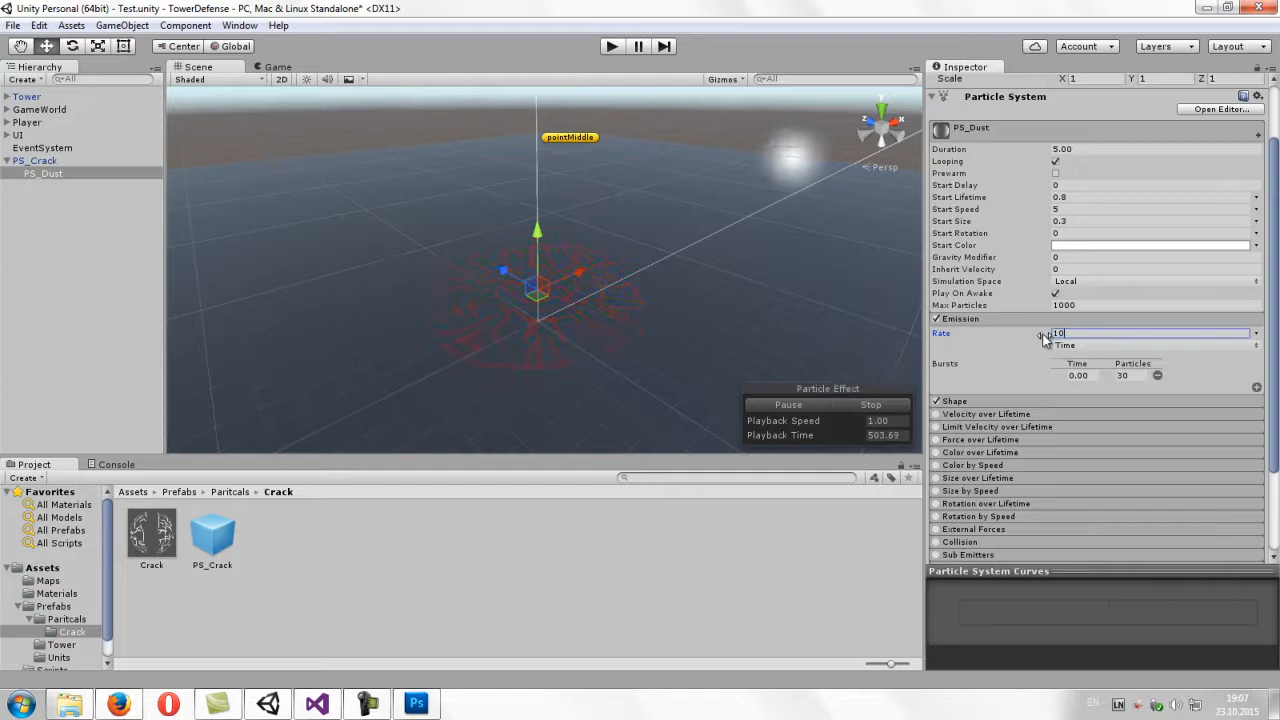 Unity Personal (64bit) - Test.unity - TowerDefense - PC, Mac & Linux Standalone* <DX11>
File Edit Assets GameObject Component Window Help
Center Global Account Layers Layout
Hierarchy
Create All
Tower
GameWorld
Player
UI
EventSystem
PS_Crack
PS_Dust
Scene Game
Shaded 2D Gizmos All
pointMiddle
y
z x
Persp
Particle Effect
Pause Stop
Playback Speed 1.00
Playback Time 503.69
Inspector
Scale X 1 Y 1 Z 1
Particle System
Open Editor...
PS_Dust
Duration 5.00
Looping
Prewarm
Start Delay 0
Start Lifetime 0.8
Start Speed 5
Start Size 0.3
Start Rotation 0
Start Color
Gravity Modifier 0
Inherit Velocity 0
Simulation Space Local
Play On Awake
Max Particles 1000
Emission
Rate 10
Time
Bursts Time Particles
0.00 30
Shape
Velocity over Lifetime
Limit Velocity over Lifetime
Force over Lifetime
Color over Lifetime
Color by Speed
Size over Lifetime
Size by Speed
Rotation over Lifetime
Rotation by Speed
External Forces
Collision
Sub Emitters
Particle System Curves
Project Console
Create
Favorites
All Materials
All Models
All Prefabs
All Scripts
Assets
Maps
Materials
Prefabs
Paritcals
Crack
Tower
Units
Scripts
Assets Prefabs Paritcals Crack
Crack PS_Crack
Ps
EN LN
19:07
23.10.2015